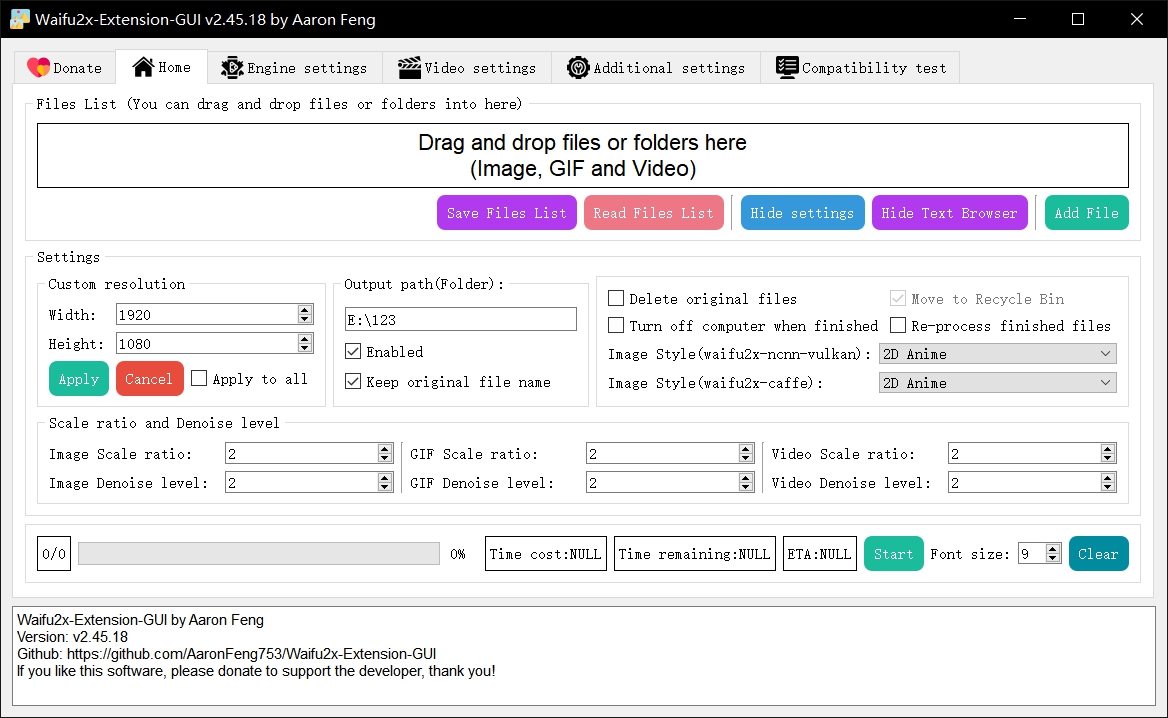 Waifu2x-Extension-GUI v2.45.18 by Aaron Feng
Donate
Home
Engine settings
Video settings
Additional settings
Compatibility test
Files List (You can drag and drop files or folders into here)
Drag and drop files or folders here
(Image, GIF and Video)
Save Files List
Read Files List
Hide settings
Hide Text Browser
Add File
Settings
Custom resolution
Width: 1920
Height: 1080
Apply
Cancel
Apply to all
Output path(Folder):
E:\123
Enabled
Keep original file name
Delete original files
Move to Recycle Bin
Turn off computer when finished
Re-process finished files
Image Style(waifu2x-ncnn-vulkan): 2D Anime
Image Style(waifu2x-caffe): 2D Anime
Scale ratio and Denoise level
Image Scale ratio: 2
GIF Scale ratio: 2
Video Scale ratio: 2
Image Denoise level: 2
GIF Denoise level: 2
Video Denoise level: 2
0/0
0%
Time cost:NULL
Time remaining:NULL
ETA:NULL
Start
Font size: 9
Clear
Waifu2x-Extension-GUI by Aaron Feng
Version: v2.45.18
Github: https://github.com/AaronFeng753/Waifu2x-Extension-GUI
If you like this software, please donate to support the developer, thank you!